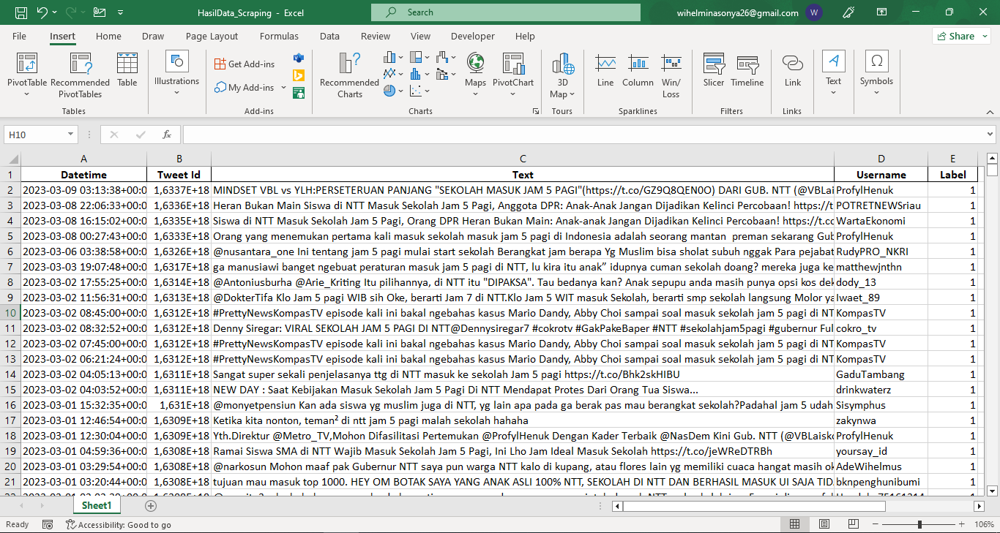 HasilData_Scraping - Excel
Search
wihelminasonya26@gmail.com
W
File Insert Home Draw Page Layout Formulas Data Review View Developer Help
Share
PivotTable Recommended PivotTables Table
Tables
Illustrations
Get Add-ins
My Add-ins
Add-ins
Recommended Charts
Maps PivotChart
Charts
3D Map
Tours
Line Column Win/Loss
Sparklines
Slicer Timeline
Filters
Link
Links
Text
Symbols
H10
fx
A B C D E
1 Datetime Tweet Id Text Username Label
2 2023-03-09 03:13:38+00:0 1,6337E+18 MINDSET VBL vs YLH:PERSETERUAN PANJANG "SEKOLAH MASUK JAM 5 PAGI"(https://t.co/GZ9Q8QEN0O) DARI GUB. NTT (@VBLai ProfylHenuk 1
3 2023-03-08 22:06:33+00:0 1,6336E+18 Heran Bukan Main Siswa di NTT Masuk Sekolah Jam 5 Pagi, Anggota DPR: Anak-Anak Jangan Dijadikan Kelinci Percobaan! https://t POTRETNEWSriau 1
4 2023-03-08 16:15:02+00:0 1,6335E+18 Siswa di NTT Masuk Sekolah Jam 5 Pagi, Orang DPR Heran Bukan Main: Anak-anak Jangan Dijadikan Kelinci Percobaan! https://t.co WartaEkonomi 1
5 2023-03-08 00:27:43+00:0 1,6333E+18 Orang yang menemukan pertama kali masuk sekolah masuk jam 5 pagi di Indonesia adalah seorang mantan preman sekarang Gub ProfylHenuk 1
6 2023-03-06 03:38:58+00:0 1,6326E+18 @nusantara_one Ini tentang jam 5 pagi mulai start sekolah Berangkat jam berapa Yg Muslim bisa sholat subuh nggak Para pejabat RudyPRO_NKRI 1
7 2023-03-03 19:07:48+00:0 1,6317E+18 ga manusiawi banget ngebuat peraturan masuk jam 5 pagi di NTT, lu kira itu anak” idupnya cuman sekolah doang? mereka juga ke matthewjnthn 1
8 2023-03-02 17:55:25+00:0 1,6314E+18 @Antoniusburha @Arie_Kriting Itu pilihannya, di NTT itu "DIPAKSA". Tau bedanya kan? Anak sepupu anda masih punya opsi kos dek dody_13 1
9 2023-03-02 11:56:31+00:0 1,6313E+18 @DokterTifa Klo Jam 5 pagi WIB sih Oke, berarti Jam 7 di NTT.Klo Jam 5 WIT masuk Sekolah, berarti smp sekolah langsung Molor ya Iwaet_89 1
10 2023-03-02 08:45:00+00:0 1,6312E+18 #PrettyNewsKompasTV episode kali ini bakal ngebahas kasus Mario Dandy, Abby Choi sampai soal masuk sekolah jam 5 pagi di NT KompasTV 1
11 2023-03-02 08:32:52+00:0 1,6312E+18 Denny Siregar: VIRAL SEKOLAH JAM 5 PAGI DI NTT@Dennysiregar7 #cokrotv #GakPakeBaper #NTT #sekolahjam5pagi #gubernur Ful cokro_tv 1
12 2023-03-02 07:45:00+00:0 1,6312E+18 #PrettyNewsKompasTV episode kali ini bakal ngebahas kasus Mario Dandy, Abby Choi sampai soal masuk sekolah jam 5 pagi di NT KompasTV 1
13 2023-03-02 06:21:24+00:0 1,6312E+18 #PrettyNewsKompasTV episode kali ini bakal ngebahas kasus Mario Dandy, Abby Choi sampai soal masuk sekolah jam 5 pagi di NT KompasTV 1
14 2023-03-02 04:05:13+00:0 1,6311E+18 Sangat super sekali penjelasanya ttg di NTT masuk ke sekolah Jam 5 pagi https://t.co/Bhk2skHIBU GaduTambang 1
15 2023-03-02 04:03:52+00:0 1,6311E+18 NEW DAY : Saat Kebijakan Masuk Sekolah Jam 5 Pagi Di NTT Mendapat Protes Dari Orang Tua Siswa... drinkwaterz 1
16 2023-03-01 15:32:35+00:0 1,631E+18 @monyetpensiun Kan ada siswa yg muslim juga di NTT, yg lain apa pada ga berak pas mau berangkat sekolah?Padahal jam 5 udah Sisymphus 1
17 2023-03-01 12:46:54+00:0 1,6309E+18 Ketika kita nonton, teman² di ntt jam 5 pagi malah sekolah hahaha zakynwa 1
18 2023-03-01 12:30:04+00:0 1,6309E+18 Yth.Direktur @Metro_TV,Mohon Difasilitasi Pertemukan @ProfylHenuk Dengan Kader Terbaik @NasDem Kini Gub. NTT (@VBLaisko ProfylHenuk 1
19 2023-03-01 04:59:36+00:0 1,6308E+18 Ramai Siswa SMA di NTT Wajib Masuk Sekolah Jam 5 Pagi, Ini Lho Jam Ideal Masuk Sekolah https://t.co/jeWReDTRBh yoursay_id 1
20 2023-03-01 03:29:54+00:0 1,6308E+18 @narkosun Mohon maaf pak Gubernur NTT saya pun warga NTT kalo di kupang, atau flores lain yg memiliki cuaca hangat masih ok AdeWihelmus 1
21 2023-03-01 03:20:44+00:0 1,6308E+18 tujuan mau masuk top 1000. HEY OM BOTAK SAYA YANG ANAK ASLI 100% NTT, SEKOLAH DI NTT DAN BERHASIL MASUK UI SAJA TID. bknpenghunibumi 1
Sheet1
Ready Accessibility: Good to go 106%